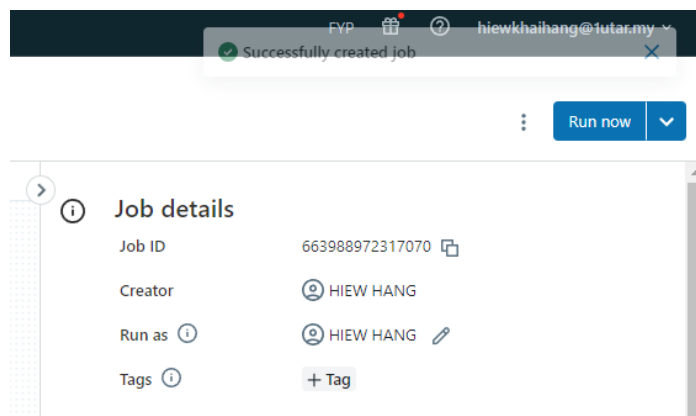 FYP hiewkhaihang@1utar.my
Successfully created job
Run now
Job details
Job ID 663988972317070
Creator HIEW HANG
Run as HIEW HANG
Tags + Tag